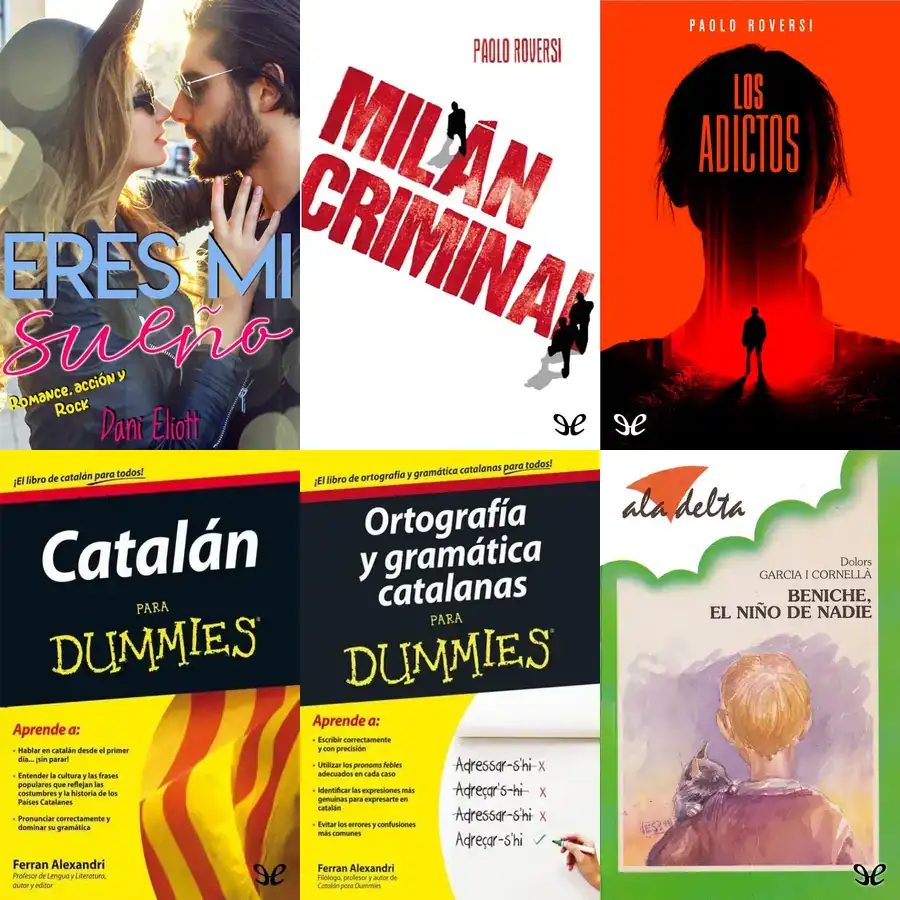 ERES MI
sueño
Romance, acción y
Rock
Dani Eliott
PAOLO ROVERSI
MILÁN
CRIMINAL
PAOLO ROVERSI
LOS
ADICTOS
¡El libro de catalán para todos!
Catalán
PARA
DUMMIES®
Aprende a:
• Hablar en catalán desde el primer
día... ¡sin parar!
• Entender la cultura y las frases
populares que reflejan las
costumbres y la historia de los
Países Catalanes
• Pronunciar correctamente y
dominar su gramática
Ferran Alexandri
Profesor de Lengua y Literatura,
autor y editor
¡El libro de ortografía y gramática catalanas para todos!
Ortografía
y gramática
catalanas
PARA
DUMMIES®
Aprende a:
• Escribir correctamente
y con precisión
• Utilizar los pronoms febles
adecuados en cada caso
• Identificar las expresiones más
genuinas para expresarte en
catalán
• Evitar los errores y confusiones
más comunes
Adressar-s'hi x
Adreçar's-hi x
Adressar-s'hi x
Adreçar-s'hi ✓
Ferran Alexandri
Filólogo, profesor y autor de
Catalán para Dummies
ala delta
Dolors
GARCIA I CORNELLÀ
BENICHE,
EL NIÑO DE NADIE